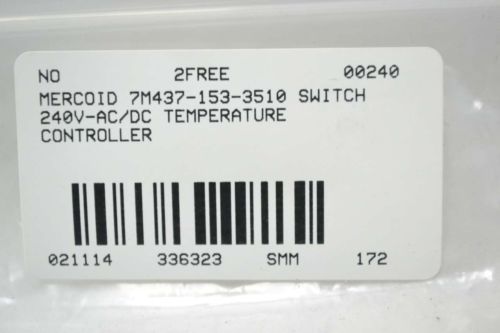 NO 2FREE 00240
MERCOID 7M437-153-3510 SWITCH
240V-AC/DC TEMPERATURE
CONTROLLER
021114 336323 SMM 172